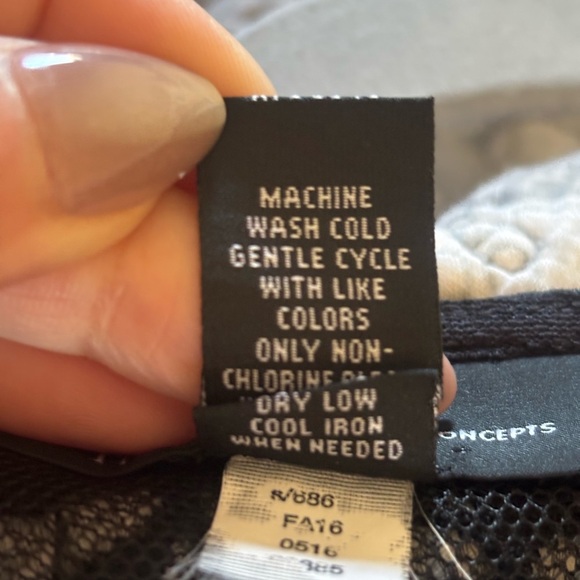 MACHINE
WASH COLD
GENTLE CYCLE
WITH LIKE
COLORS
ONLY NON-
CHLORINE
DRY LOW
COOL IRON
WHEN NEEDED
ONCEPTS
FA16
0516